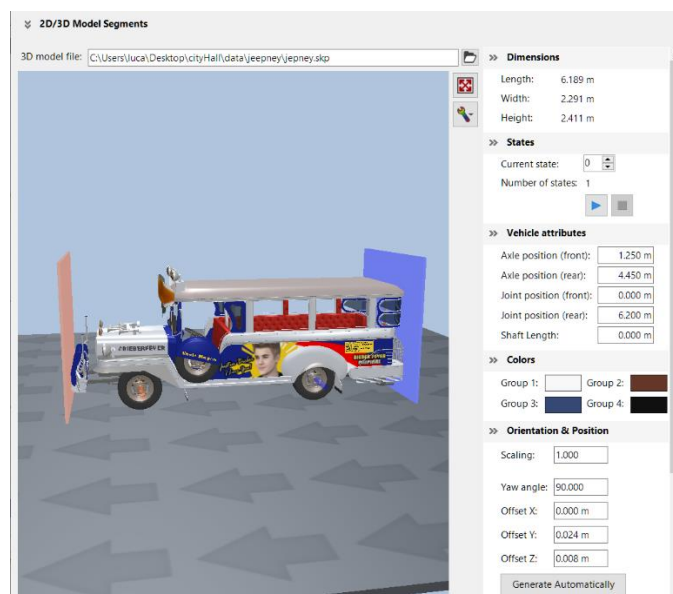 2D/3D Model Segments
3D model file: C:\Users\luca\Desktop\cityHall\data\jeepney\jepney.skp
Dimensions
Length: 6.189 m
Width: 2.291 m
Height: 2.411 m
States
Current state: 0
Number of states: 1
Vehicle attributes
Axle position (front): 1.250 m
Axle position (rear): 4.450 m
Joint position (front): 0.000 m
Joint position (rear): 6.200 m
Shaft Length: 0.000 m
Colors
Group 1: Group 2:
Group 3: Group 4:
Orientation & Position
Scaling: 1.000
Yaw angle: 90.000
Offset X: 0.000 m
Offset Y: 0.024 m
Offset Z: 0.008 m
Generate Automatically